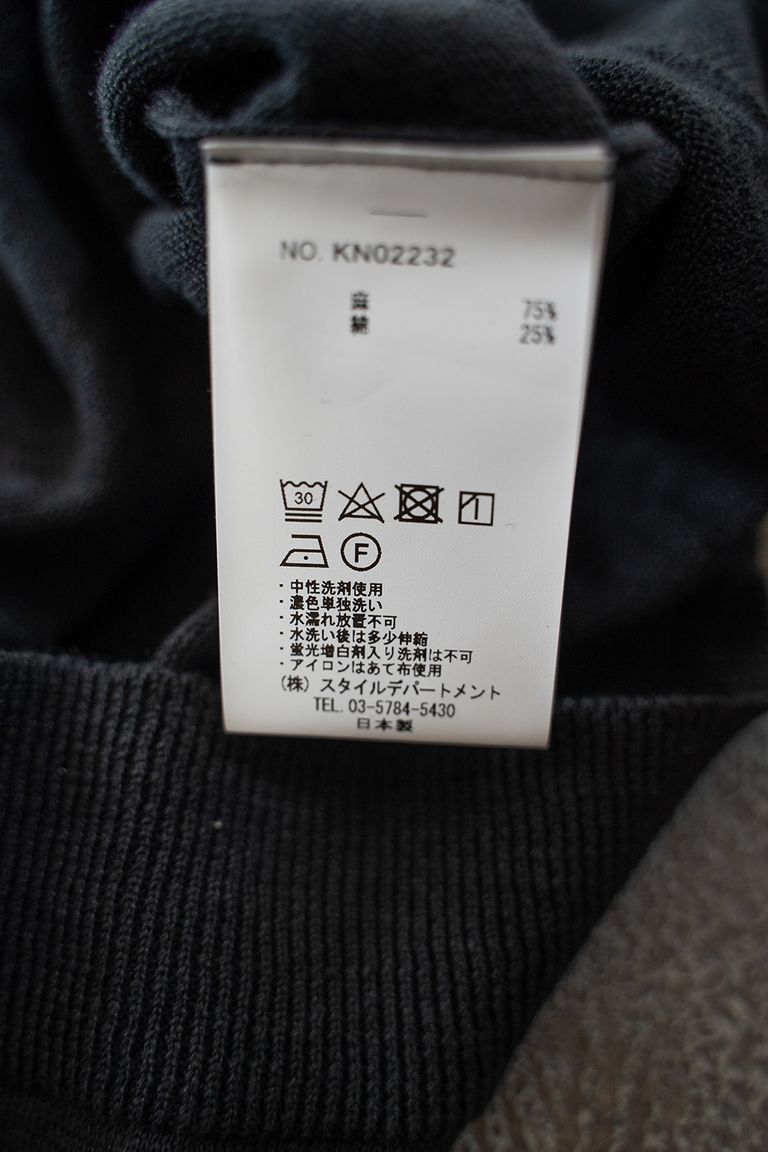 NO. KN02232
麻 75%
綿 25%
30
F
・中性洗剤使用
・濃色単独洗い
・水濡れ放置不可
・水洗い後は多少伸縮
・蛍光増白剤入り洗剤は不可
・アイロンはあて布使用
(株) スタイルデパートメント
TEL. 03-5784-5430
日本製